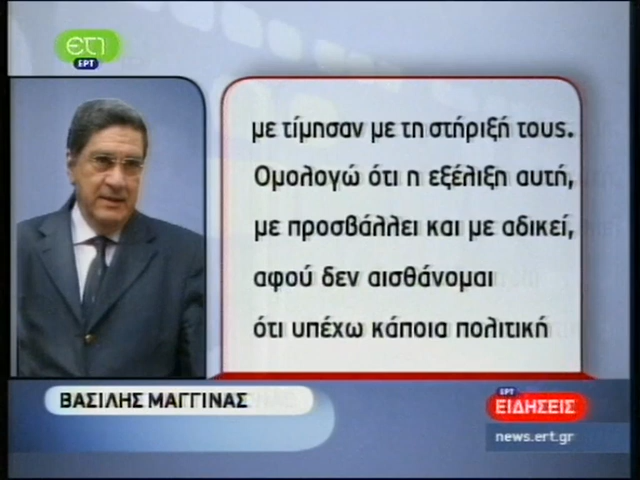 ετ1
ΕΡΤ
με τίμησαν με τη στήριξή τους.
Ομολογώ ότι η εξέλιξη αυτή,
με προσβάλλει και με αδικεί,
αφού δεν αισθάνομαι
ότι υπέχω κάποια πολιτική
ΒΑΣΙΛΗΣ ΜΑΓΓΙΝΑΣ
ΕΡΤ
ΕΙΔΗΣΕΙΣ
news.ert.gr